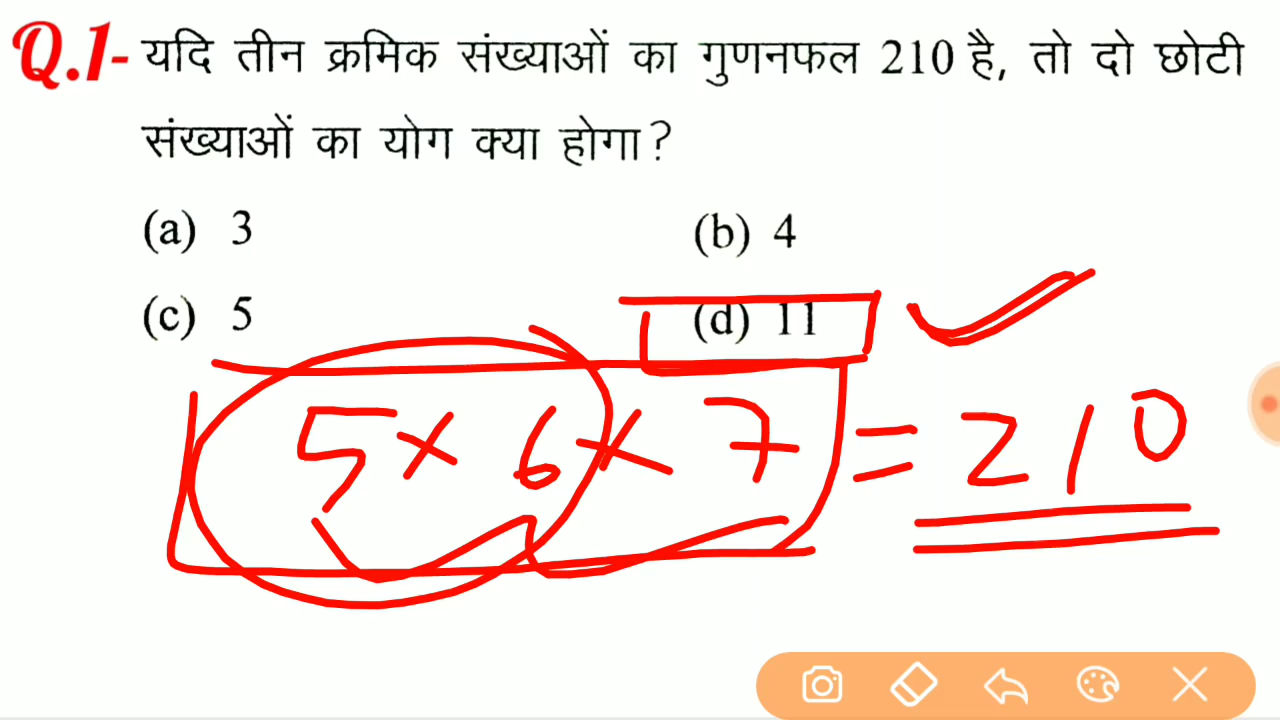 Q.1- यदि तीन क्रमिक संख्याओं का गुणनफल 210 है, तो दो छोटी
संख्याओं का योग क्या होगा?
(a) 3 (b) 4
(c) 5 (d) 11
5 × 6 × 7 = 210